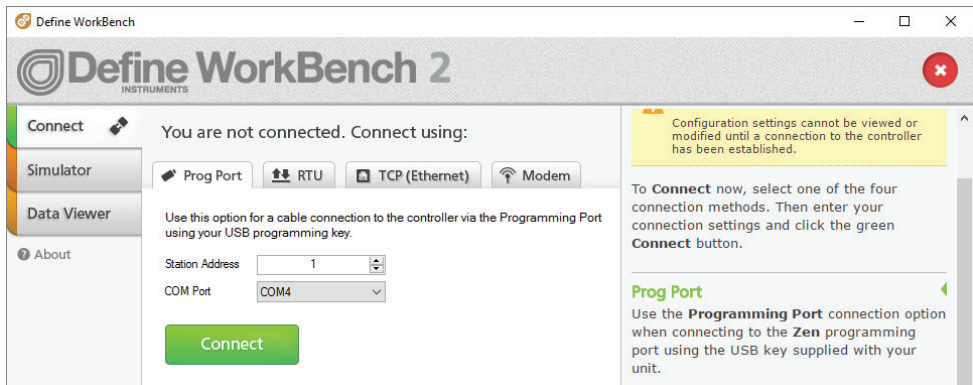 Define WorkBench
Define WorkBench 2
INSTRUMENTS
Connect
Simulator
Data Viewer
About
You are not connected. Connect using:
Prog Port
RTU
TCP (Ethernet)
Modem
Use this option for a cable connection to the controller via the Programming Port
using your USB programming key.
Station Address
1
COM Port
COM4
Connect
Configuration settings cannot be viewed or
modified until a connection to the controller
has been established.
To Connect now, select one of the four
connection methods. Then enter your
connection settings and click the green
Connect button.
Prog Port
Use the Programming Port connection option
when connecting to the Zen programming
port using the USB key supplied with your
unit.